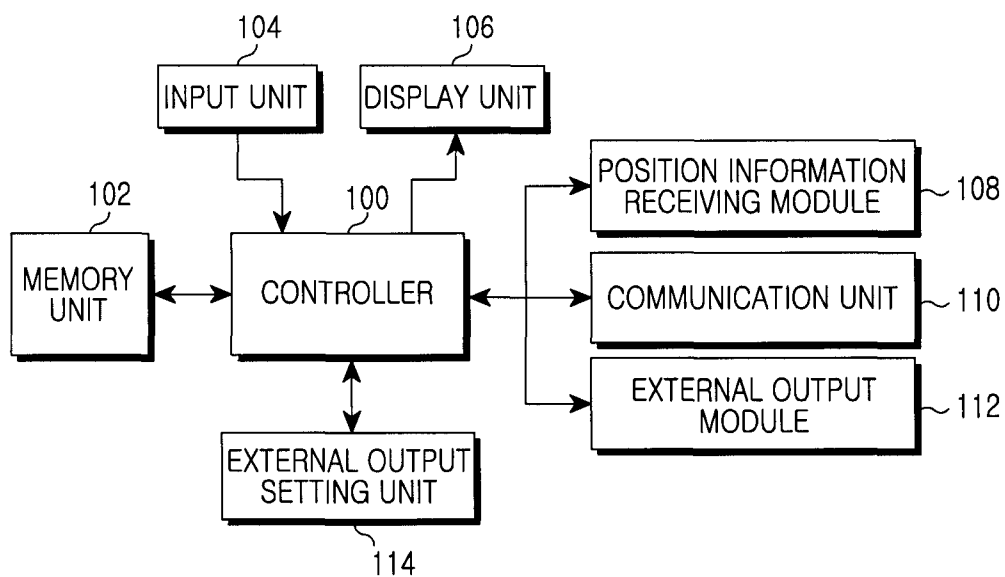 104
INPUT UNIT
106
DISPLAY UNIT
102
MEMORY
UNIT
100
CONTROLLER
POSITION INFORMATION
RECEIVING MODULE
108
COMMUNICATION UNIT
110
EXTERNAL OUTPUT
MODULE
112
EXTERNAL OUTPUT
SETTING UNIT
114